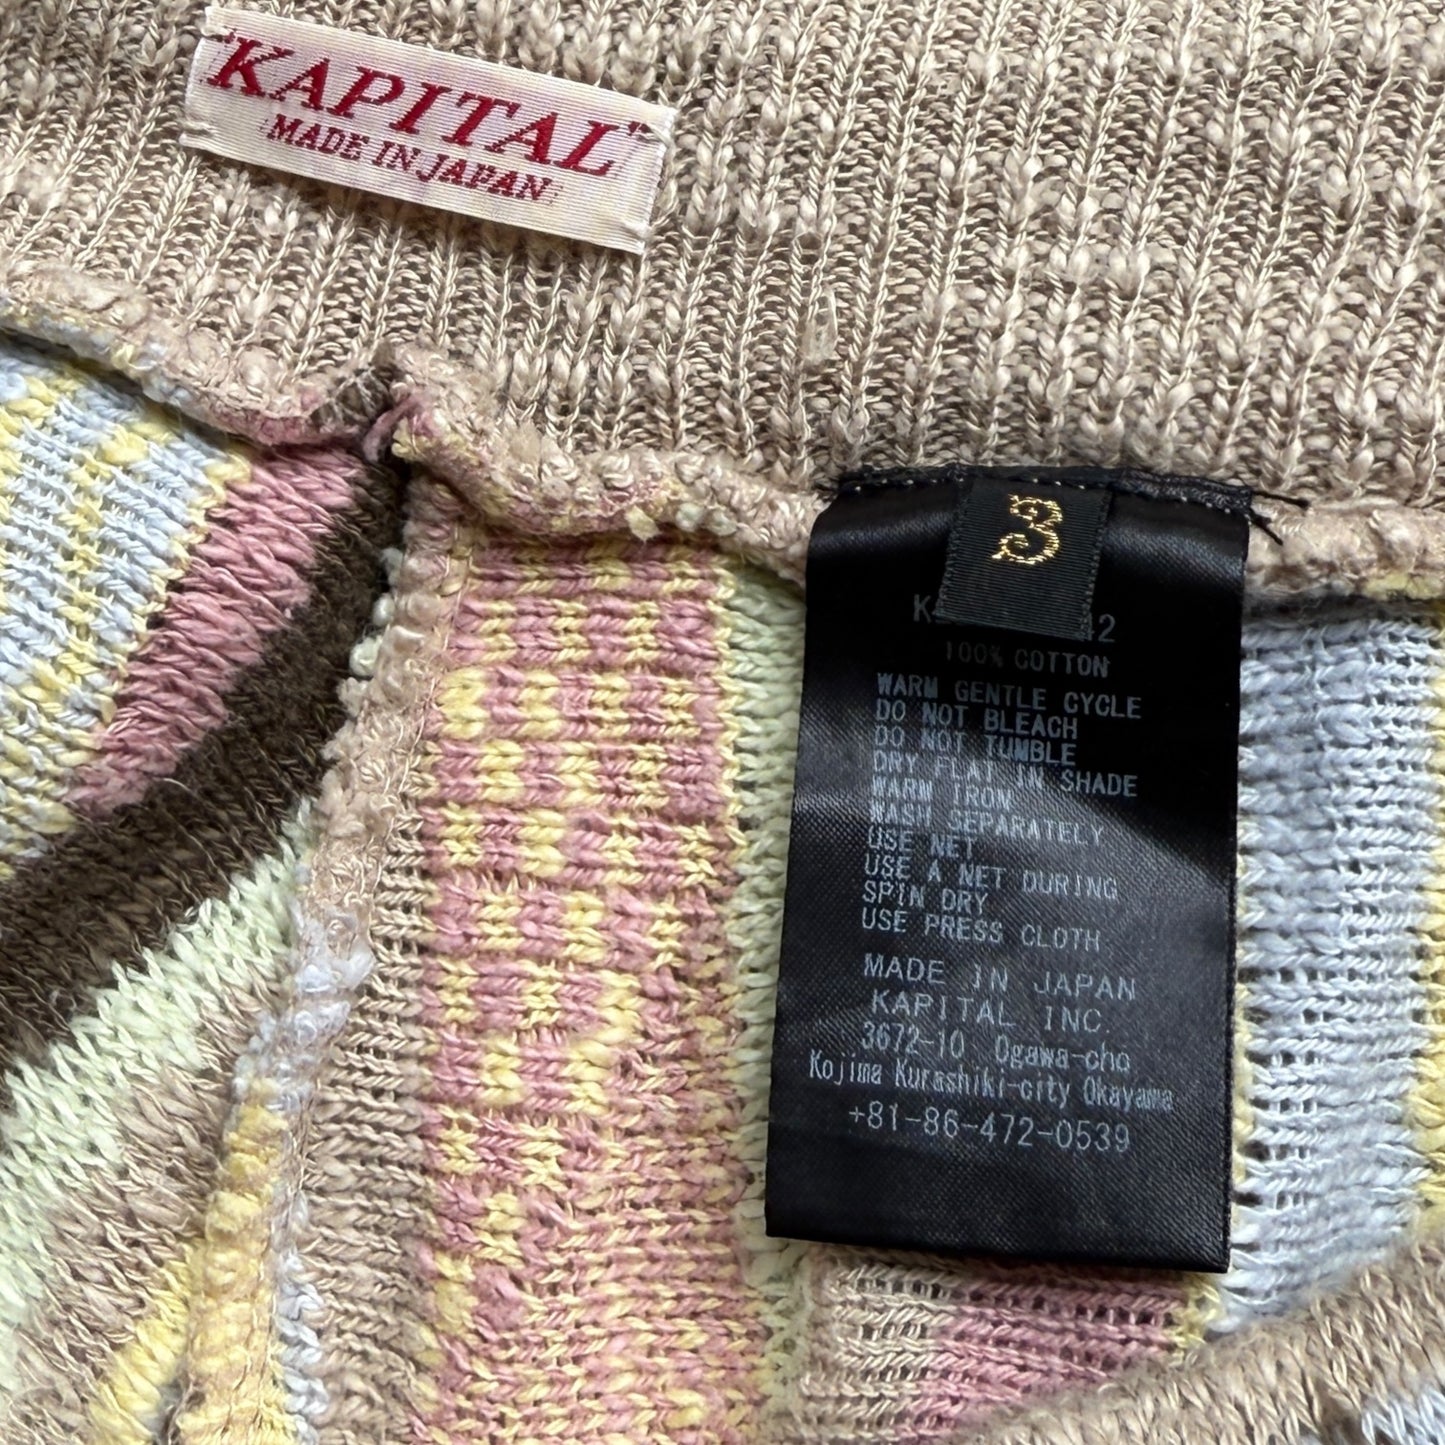 "KAPITAL"
MADE IN JAPAN
3
42
100% COTTON
WARM GENTLE CYCLE
DO NOT BLEACH
DO NOT TUMBLE
DRY FLAT IN SHADE
WARM IRON
WASH SEPARATELY
USE NET
USE A NET DURING
SPIN DRY
USE PRESS CLOTH
MADE IN JAPAN
KAPITAL INC.
3672-10 Ogawa-cho
Kojima Kurashiki-city Okayama
+81-86-472-0539